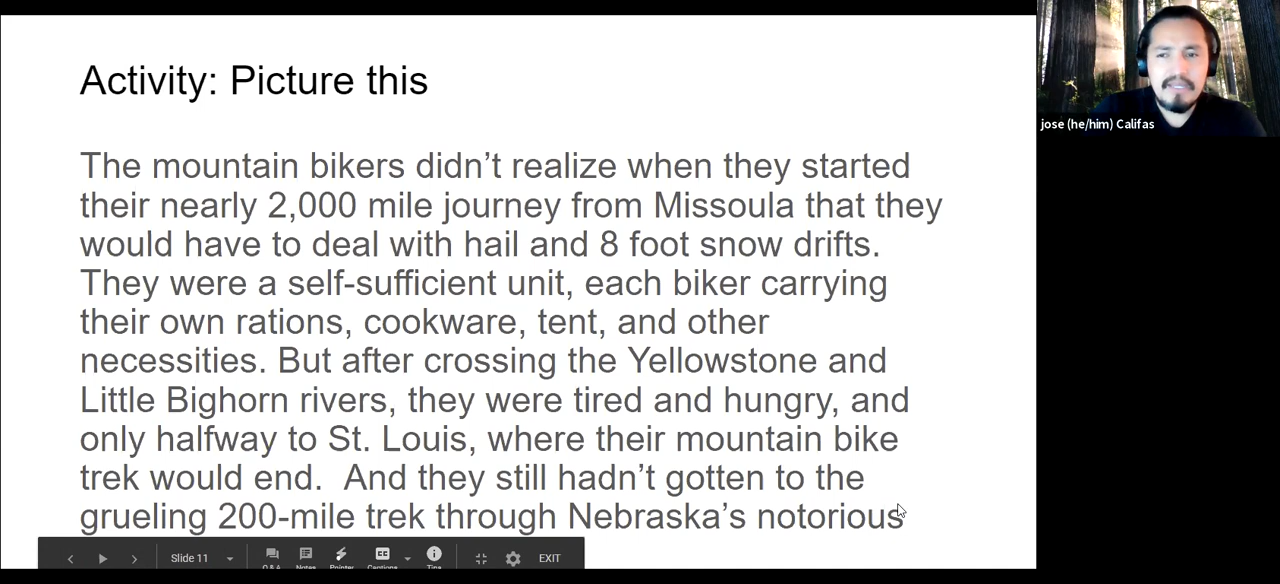 Activity: Picture this
jose (he/him) Califas
The mountain bikers didn’t realize when they started
their nearly 2,000 mile journey from Missoula that they
would have to deal with hail and 8 foot snow drifts.
They were a self-sufficient unit, each biker carrying
their own rations, cookware, tent, and other
necessities. But after crossing the Yellowstone and
Little Bighorn rivers, they were tired and hungry, and
only halfway to St. Louis, where their mountain bike
trek would end.  And they still hadn’t gotten to the
grueling 200-mile trek through Nebraska’s notorious
Slide 11 EXIT
Q & A Notes Pointer Captions Tips